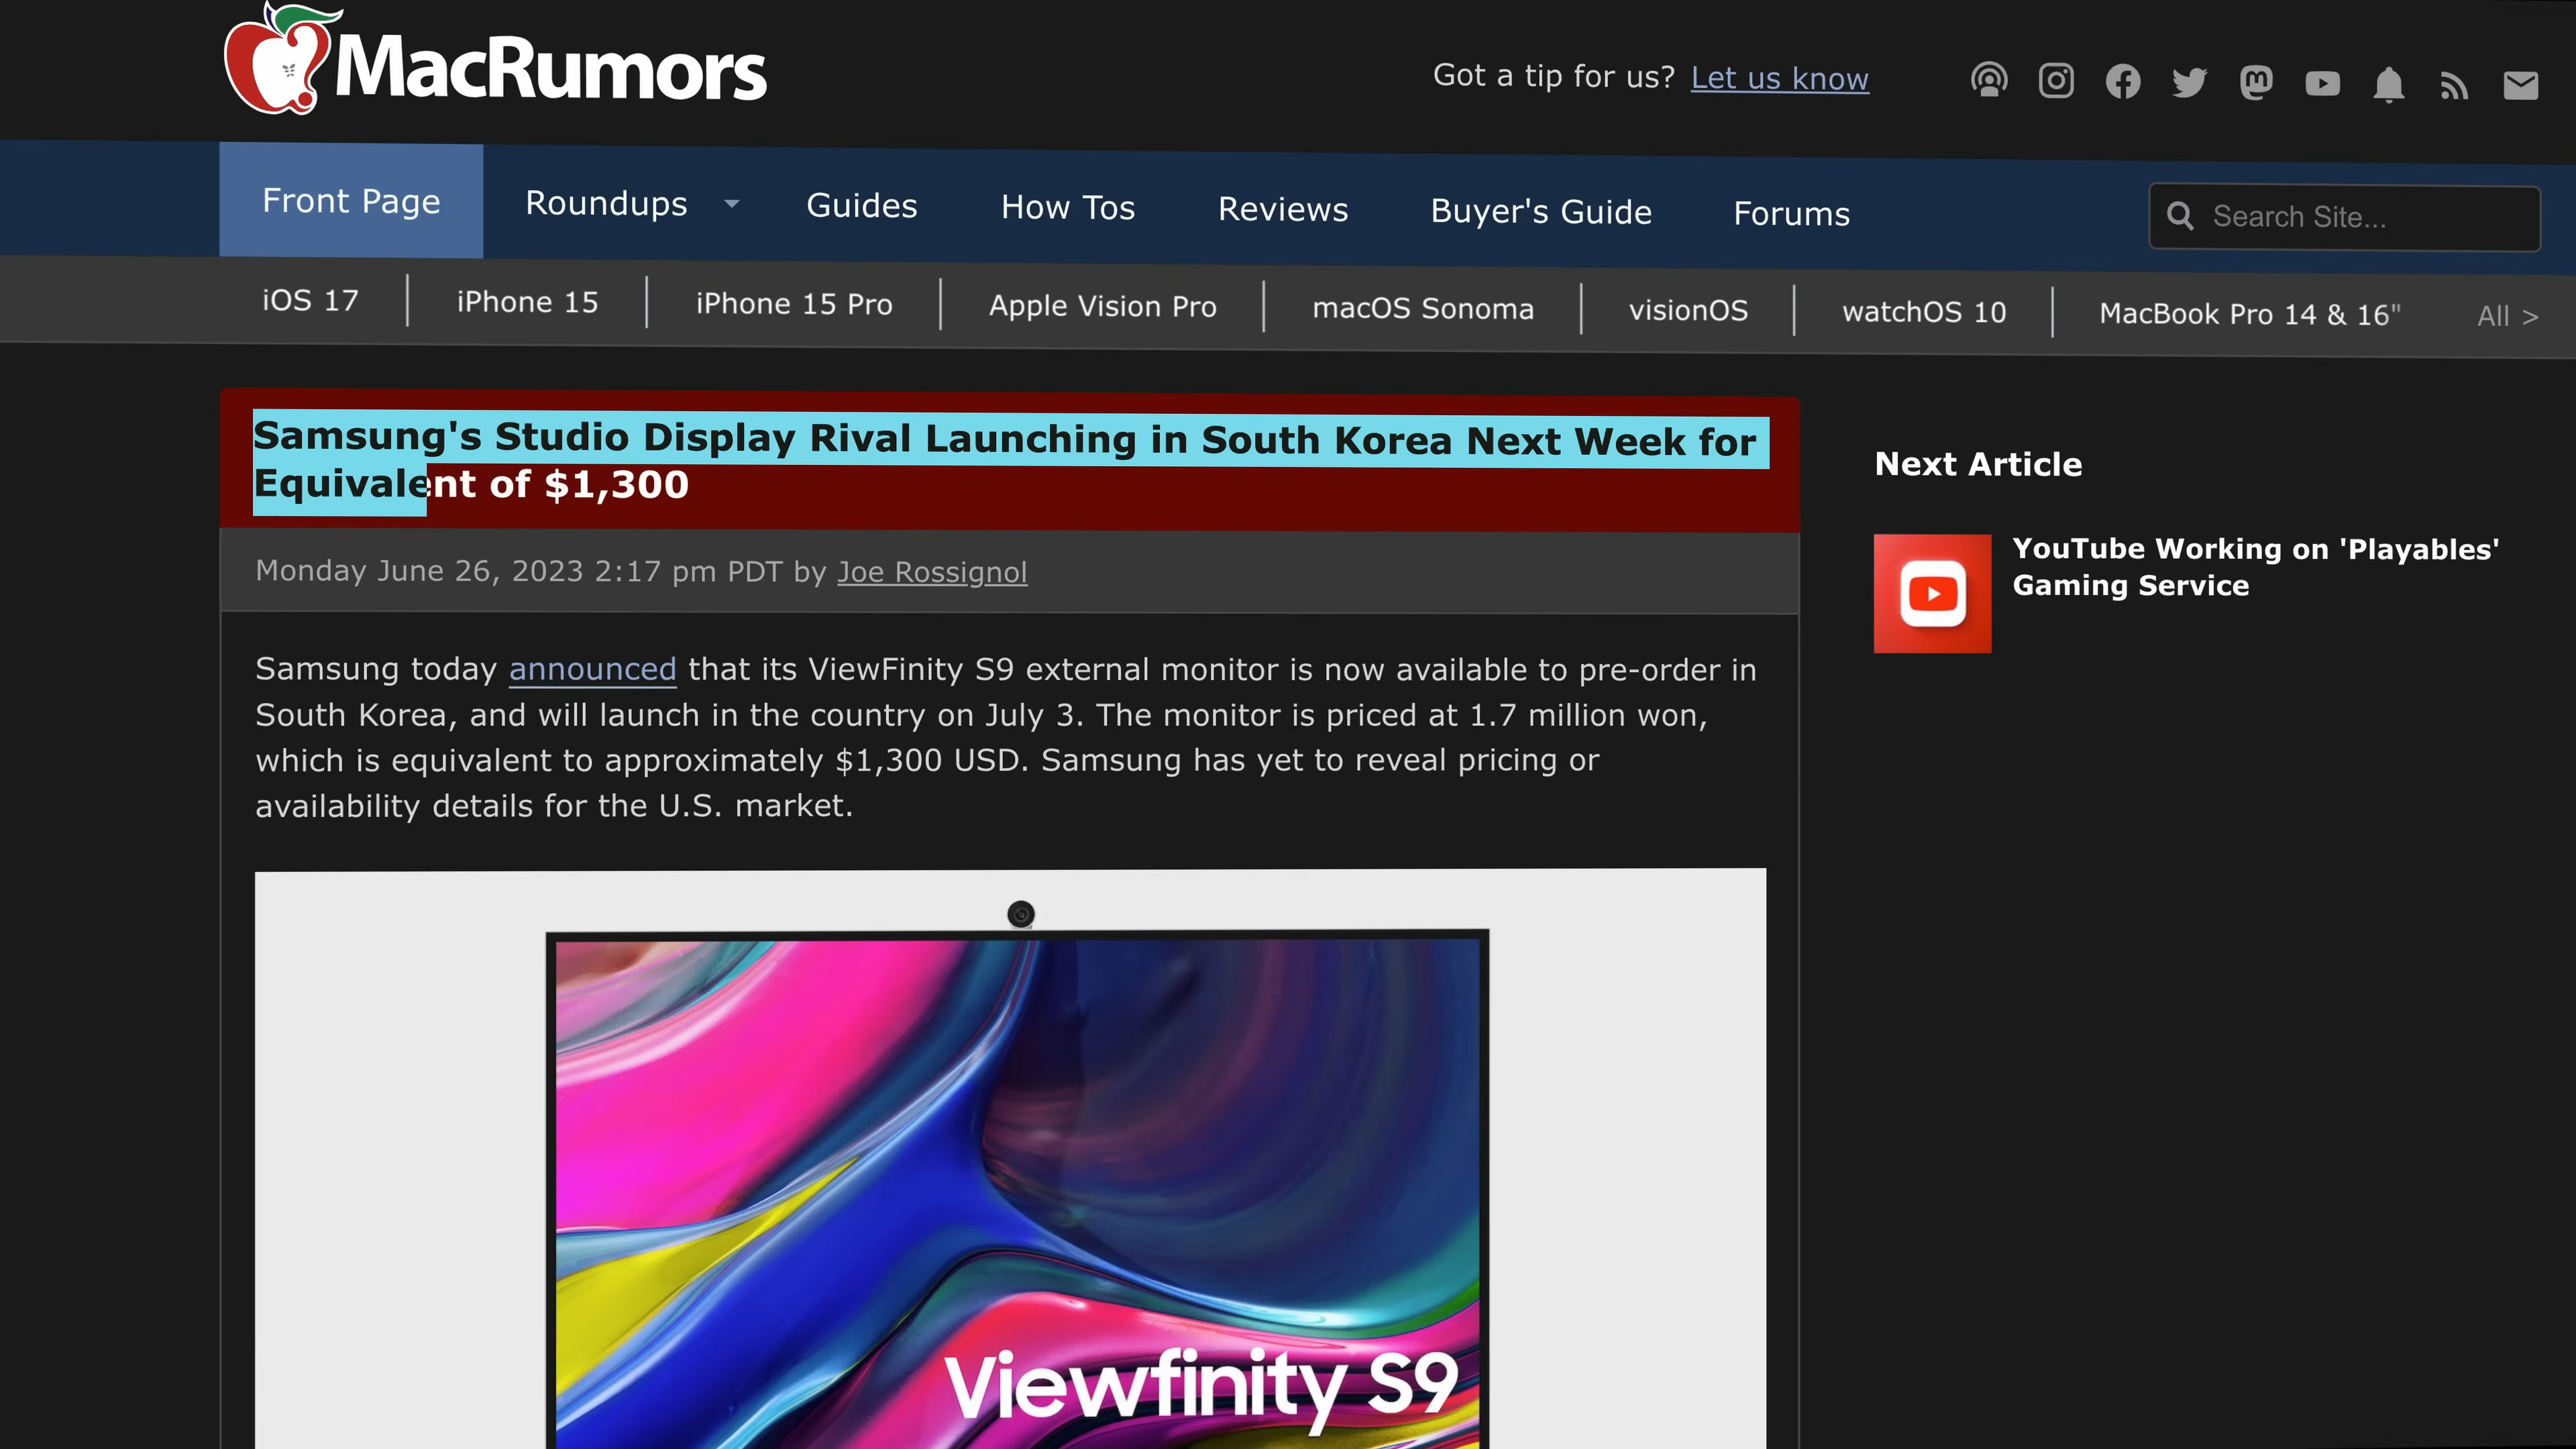 MacRumors
Got a tip for us? Let us know
Front Page Roundups Guides How Tos Reviews Buyer's Guide Forums Search Site...
iOS 17 iPhone 15 iPhone 15 Pro Apple Vision Pro macOS Sonoma visionOS watchOS 10 MacBook Pro 14 & 16" All >
Samsung's Studio Display Rival Launching in South Korea Next Week for
Equivalent of $1,300
Monday June 26, 2023 2:17 pm PDT by Joe Rossignol
Samsung today announced that its ViewFinity S9 external monitor is now available to pre-order in
South Korea, and will launch in the country on July 3. The monitor is priced at 1.7 million won,
which is equivalent to approximately $1,300 USD. Samsung has yet to reveal pricing or
availability details for the U.S. market.
Viewfinity S9
Next Article
YouTube Working on 'Playables'
Gaming Service